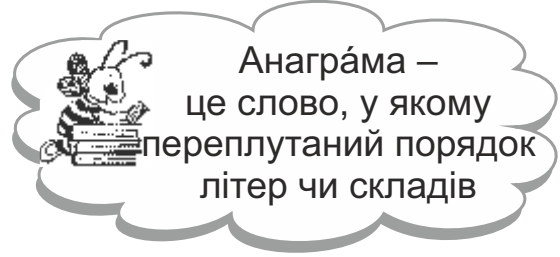 Анагра́ма –
це слово, у якому
переплутаний порядок
літер чи складів